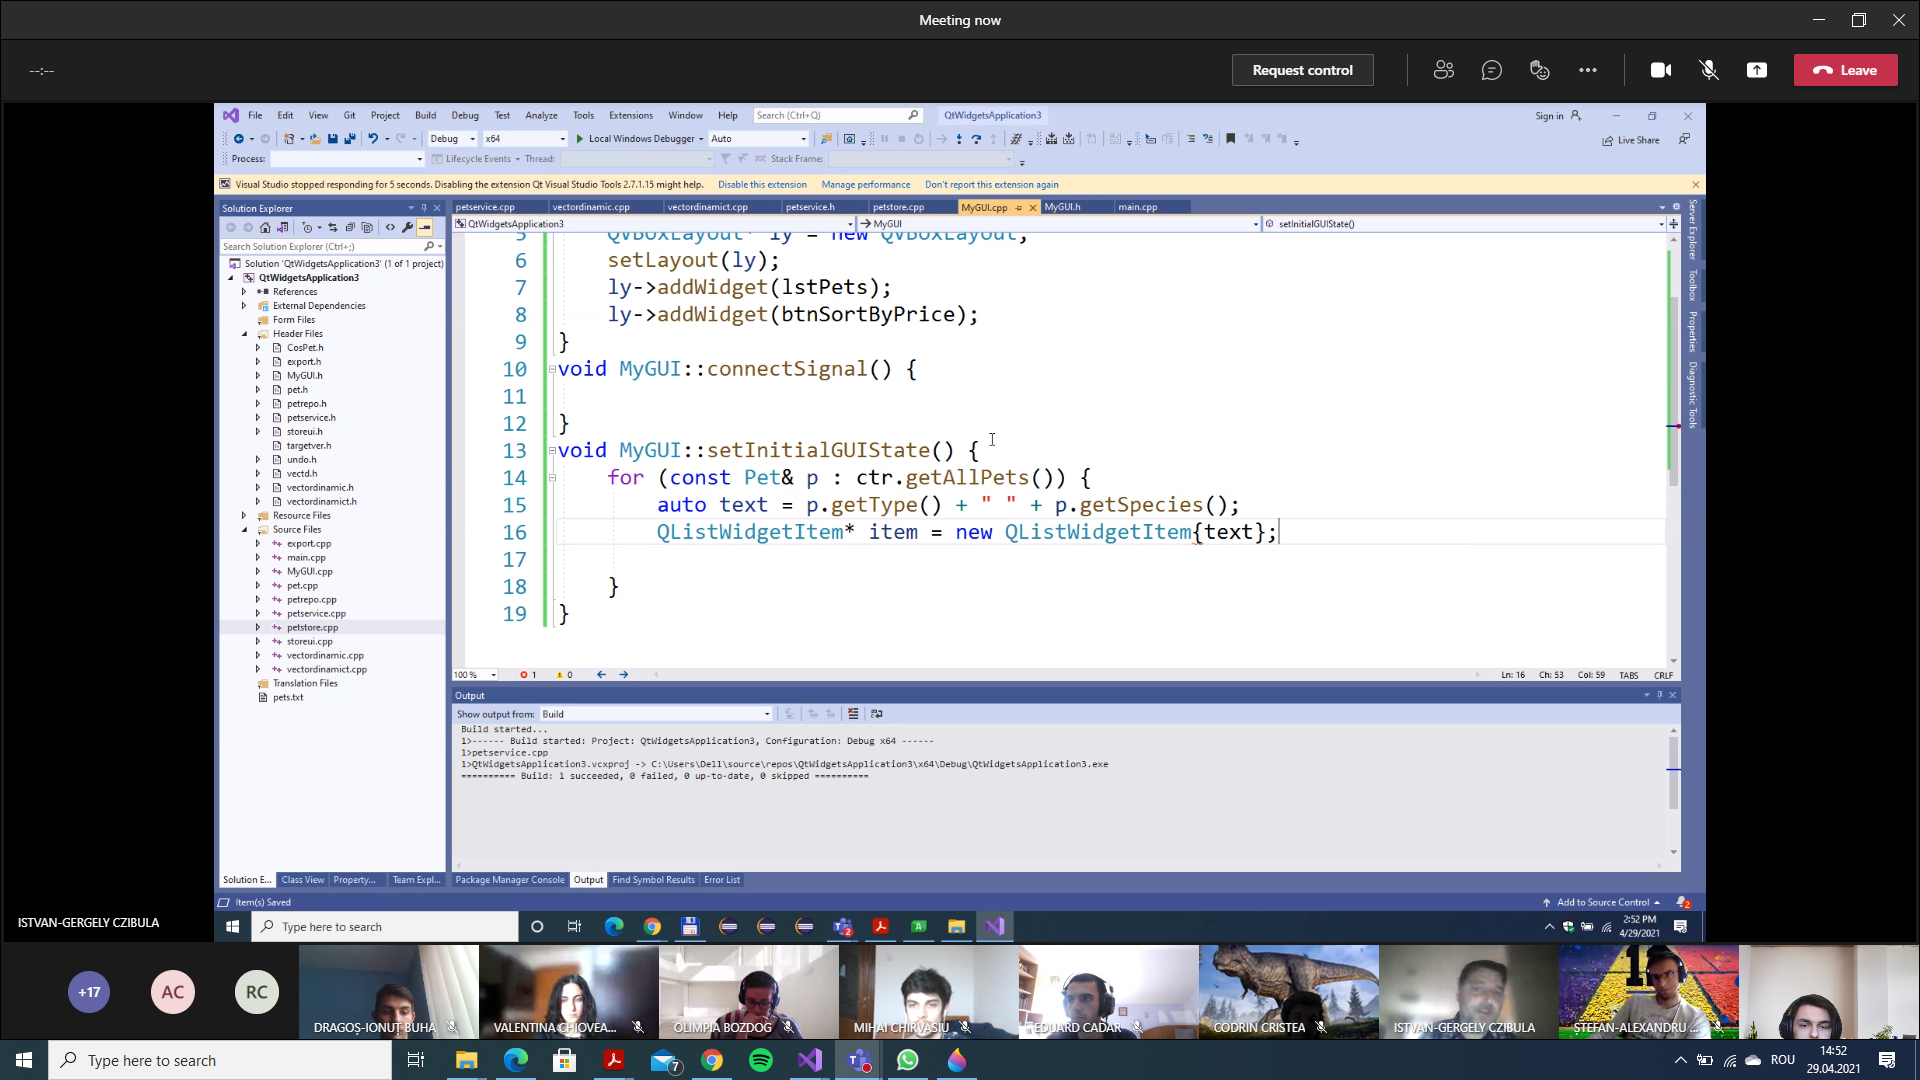 Meeting now
--:--
Request control
Leave
File Edit View Git Project Build Debug Test Analyze Tools Extensions Window Help Search (Ctrl+Q) QtWidgetsApplication3 Sign in
Debug x64 Local Windows Debugger Auto Live Share
Process: Lifecycle Events Thread: Stack Frame:
Visual Studio stopped responding for 5 seconds. Disabling the extension Qt Visual Studio Tools 2.7.1.15 might help. Disable this extension Manage performance Don't report this extension again
Solution Explorer
Search Solution Explorer (Ctrl+;)
Solution 'QtWidgetsApplication3' (1 of 1 project)
QtWidgetsApplication3
References
External Dependencies
Form Files
Header Files
CosPet.h
export.h
MyGUI.h
pet.h
petrepo.h
petservice.h
storeui.h
targetver.h
undo.h
vectd.h
vectordinamic.h
vectordinamict.h
Resource Files
Source Files
export.cpp
main.cpp
MyGUI.cpp
pet.cpp
petrepo.cpp
petservice.cpp
petstore.cpp
storeui.cpp
vectordinamic.cpp
vectordinamict.cpp
Translation Files
pets.txt
Solution E... Class View Property... Team Expl...
petservice.cpp vectordinamic.cpp vectordinamict.cpp petservice.h petstore.cpp MyGUI.cpp MyGUI.h main.cpp
QtWidgetsApplication3 MyGUI setInitialGUIState()
5 QVBoxLayout* ly = new QVBoxLayout;
6 setLayout(ly);
7 ly->addWidget(lstPets);
8 ly->addWidget(btnSortByPrice);
9 }
10 void MyGUI::connectSignal() {
11
12 }
13 void MyGUI::setInitialGUIState() {
14 for (const Pet& p : ctr.getAllPets()) {
15 auto text = p.getType() + " " + p.getSpecies();
16 QListWidgetItem* item = new QListWidgetItem{text};
17
18 }
19 }
100 % 1 0 Ln: 16 Ch: 53 Col: 59 TABS CRLF
Server Explorer
Toolbox
Properties
Diagnostic Tools
Output
Show output from: Build
Build started...
1>------ Build started: Project: QtWidgetsApplication3, Configuration: Debug x64 ------
1>petservice.cpp
1>QtWidgetsApplication3.vcxproj -> C:\Users\Dell\source\repos\QtWidgetsApplication3\x64\Debug\QtWidgetsApplication3.exe
========== Build: 1 succeeded, 0 failed, 0 up-to-date, 0 skipped ==========
Package Manager Console Output Find Symbol Results Error List
Item(s) Saved Add to Source Control 2
Type here to search
2:52 PM
4/29/2021
ISTVAN-GERGELY CZIBULA
+17 AC RC
DRAGOȘ-IONUȚ BUHA VALENTINA CHIOVEA... OLIMPIA BOZDOG MIHAI CHIRVASIU EDUARD CADAR CODRIN CRISTEA ISTVAN-GERGELY CZIBULA ȘTEFAN-ALEXANDRU ...
Type here to search
7
ROU
14:52
29.04.2021